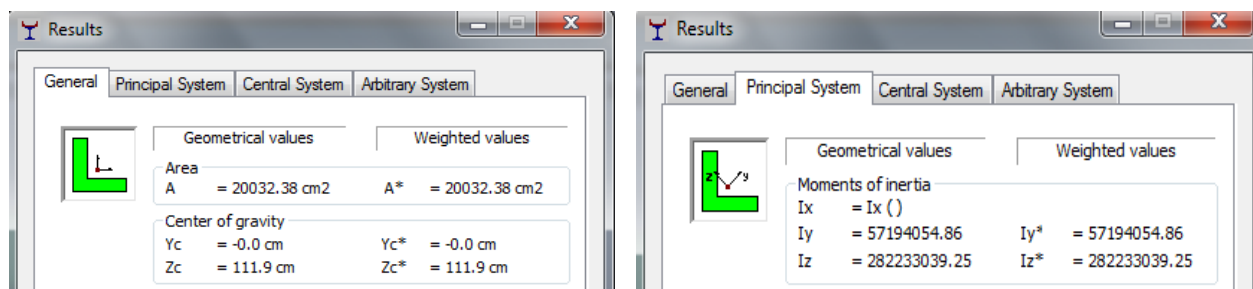 Results
General Principal System Central System Arbitrary System
Geometrical values Weighted values
Area
A = 20032.38 cm2 A* = 20032.38 cm2
Center of gravity
Yc = -0.0 cm Yc* = -0.0 cm
Zc = 111.9 cm Zc* = 111.9 cm
Results
General Principal System Central System Arbitrary System
z y
Geometrical values Weighted values
Moments of inertia
Ix = Ix ()
Iy = 57194054.86 Iy* = 57194054.86
Iz = 282233039.25 Iz* = 282233039.25